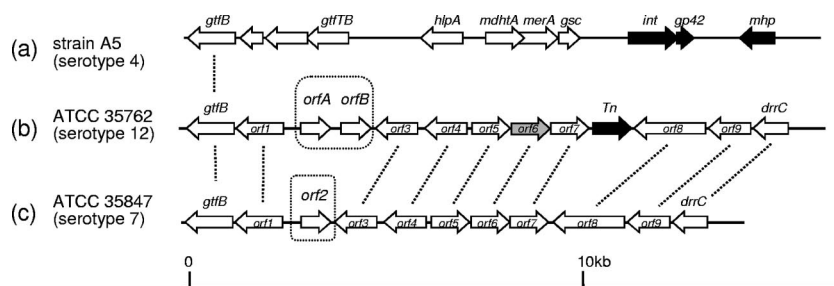 gtfB gtfTB hlpA mdhtA merA gsc int gp42 mhp
(a) strain A5
(serotype 4)
orfA orfB
(b) ATCC 35762
(serotype 12)
gtfB orf1 orf3 orf4 orf5 orf6 orf7 Tn orf8 orf9 drrC
(c) ATCC 35847
(serotype 7)
gtfB orf1 orf2 orf3 orf4 orf5 orf6 orf7 orf8 orf9 drrC
0 10kb